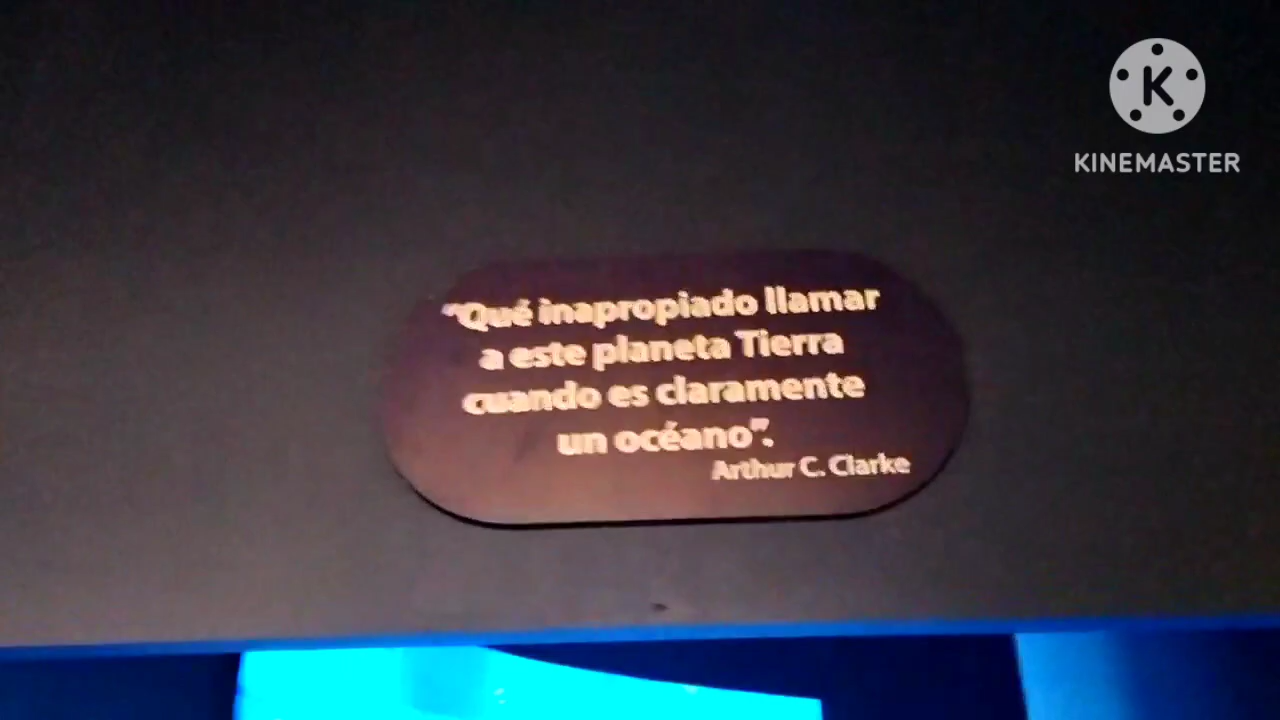 K
KINEMASTER
"Qué inapropiado llamar
a este planeta Tierra
cuando es claramente
un océano".
Arthur C. Clarke